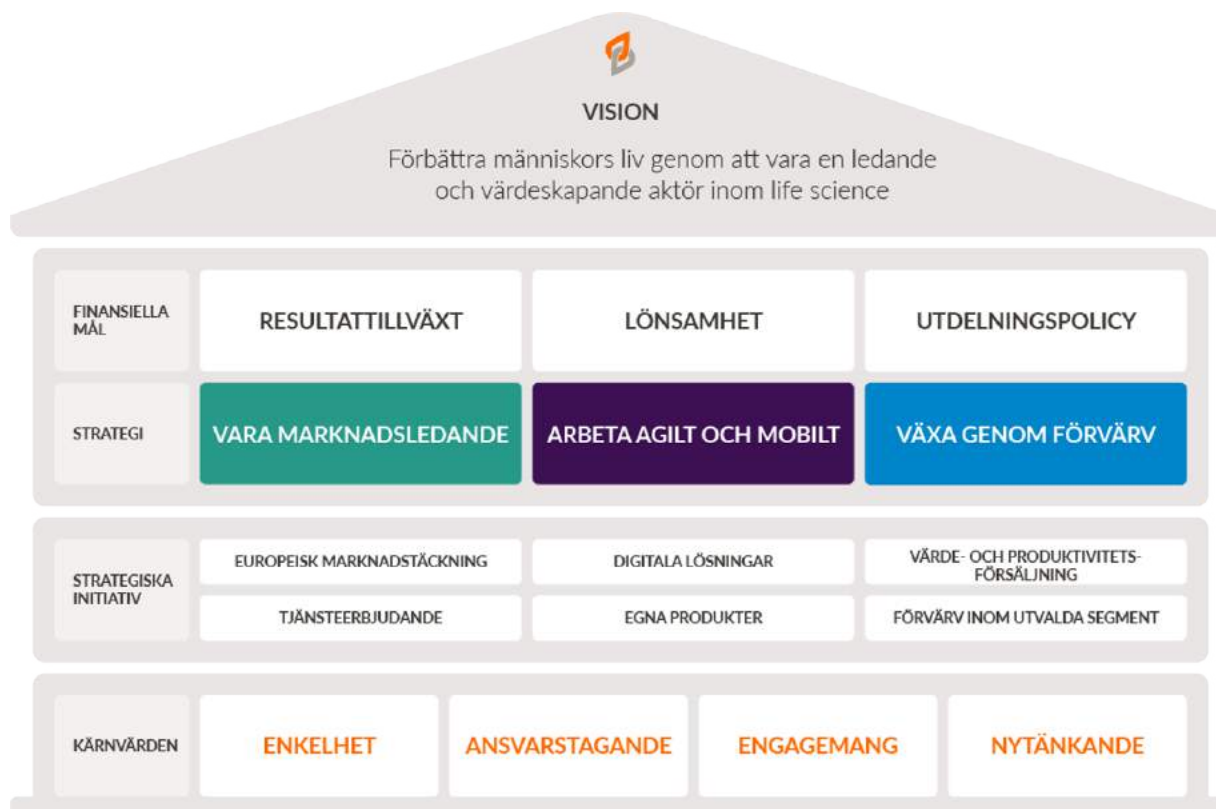 VISION
Förbättra människors liv genom att vara en ledande
och värdeskapande aktör inom life science
FINANSIELLA
MÅL
RESULTATTILLVÄXT
LÖNSAMHET
UTDELNINGSPOLICY
STRATEGI
VARA MARKNADSLEDANDE
ARBETA AGILT OCH MOBILT
VÄXA GENOM FÖRVÄRV
STRATEGISKA
INITIATIV
EUROPEISK MARKNADSTÄCKNING
DIGITALA LÖSNINGAR
VÄRDE- OCH PRODUKTIVITETS-
FÖRSÄLJNING
TJÄNSTEERBJUDANDE
EGNA PRODUKTER
FÖRVÄRV INOM UTVALDA SEGMENT
KÄRNVÄRDEN
ENKELHET
ANSVARSTAGANDE
ENGAGEMANG
NYTÄNKANDE